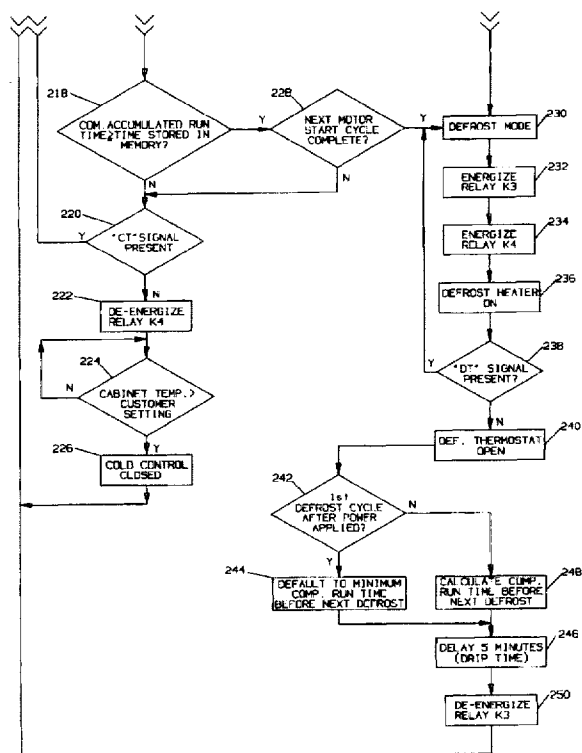 218
COM. ACCUMULATED RUN
TIME≥TIME STORED IN
MEMORY?
Y
N
228
NEXT MOTOR
START CYCLE
COMPLETE?
Y
N
230
DEFROST MODE
232
ENERGIZE
RELAY K3
234
ENERGIZE
RELAY K4
236
DEFROST HEATER
ON
238
"DT" SIGNAL
PRESENT?
Y
N
220
"CT" SIGNAL
PRESENT
Y
N
222
DE-ENERGIZE
RELAY K4
224
CABINET TEMP.>
CUSTOMER
SETTING
N
Y
226
COLD CONTROL
CLOSED
240
DEF. THERMOSTAT
OPEN
242
1st
DEFROST CYCLE
AFTER POWER
APPLIED?
N
Y
244
DEFAULT TO MINIMUM
COMP. RUN TIME
BEFORE NEXT DEFROST
248
CALCULATE COMP.
RUN TIME BEFORE
NEXT DEFROST
246
DELAY 5 MINUTES
(DRIP TIME)
250
DE-ENERGIZE
RELAY K3